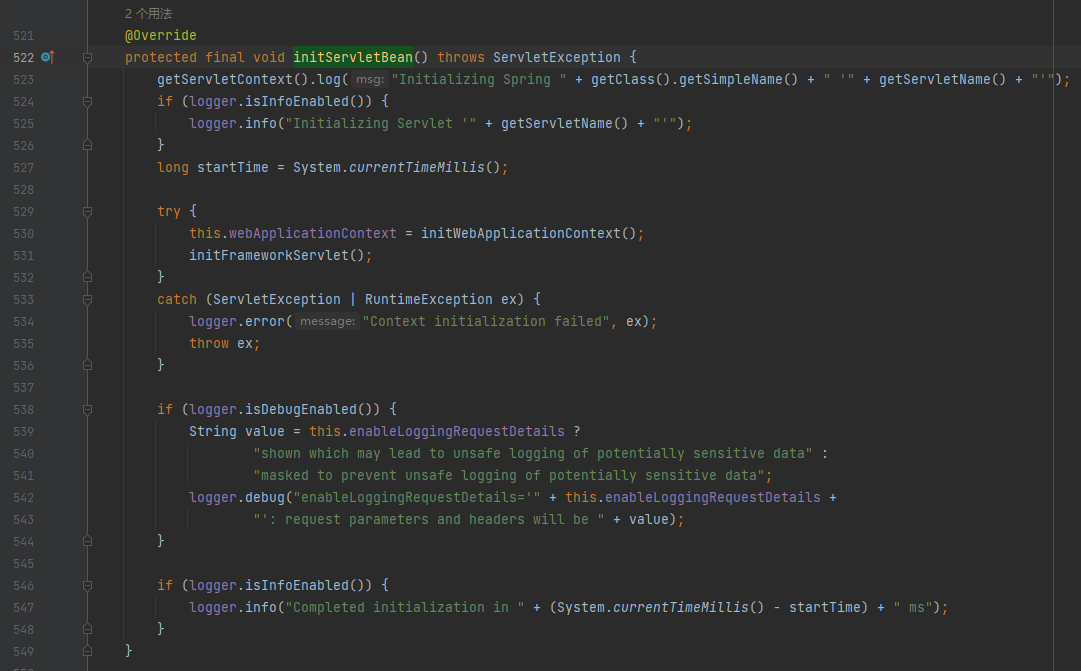 2 个用法
521 @Override
522 protected final void initServletBean() throws ServletException {
523 getServletContext().log( msg: "Initializing Spring " + getClass().getSimpleName() + " '" + getServletName() + "'");
524 if (logger.isInfoEnabled()) {
525 logger.info("Initializing Servlet '" + getServletName() + "'");
526 }
527 long startTime = System.currentTimeMillis();
528
529 try {
530 this.webApplicationContext = initWebApplicationContext();
531 initFrameworkServlet();
532 }
533 catch (ServletException | RuntimeException ex) {
534 logger.error( message: "Context initialization failed", ex);
535 throw ex;
536 }
537
538 if (logger.isDebugEnabled()) {
539 String value = this.enableLoggingRequestDetails ?
540 "shown which may lead to unsafe logging of potentially sensitive data" :
541 "masked to prevent unsafe logging of potentially sensitive data";
542 logger.debug("enableLoggingRequestDetails='" + this.enableLoggingRequestDetails +
543 "': request parameters and headers will be " + value);
544 }
545
546 if (logger.isInfoEnabled()) {
547 logger.info("Completed initialization in " + (System.currentTimeMillis() - startTime) + " ms");
548 }
549 }